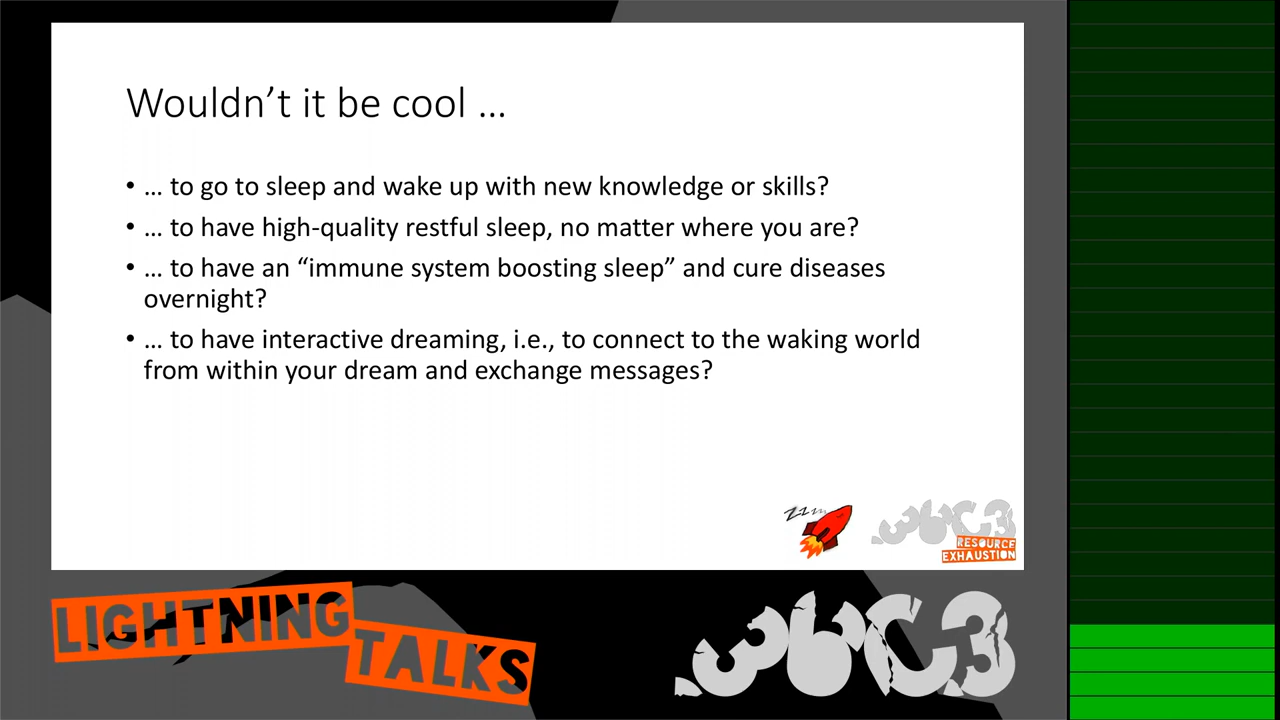 Wouldn’t it be cool …
• … to go to sleep and wake up with new knowledge or skills?
• … to have high-quality restful sleep, no matter where you are?
• … to have an “immune system boosting sleep” and cure diseases
overnight?
• … to have interactive dreaming, i.e., to connect to the waking world
from within your dream and exchange messages?
zzzz
36C3
RESOURCE
EXHAUSTION
LIGHTNING
TALKS
36C3